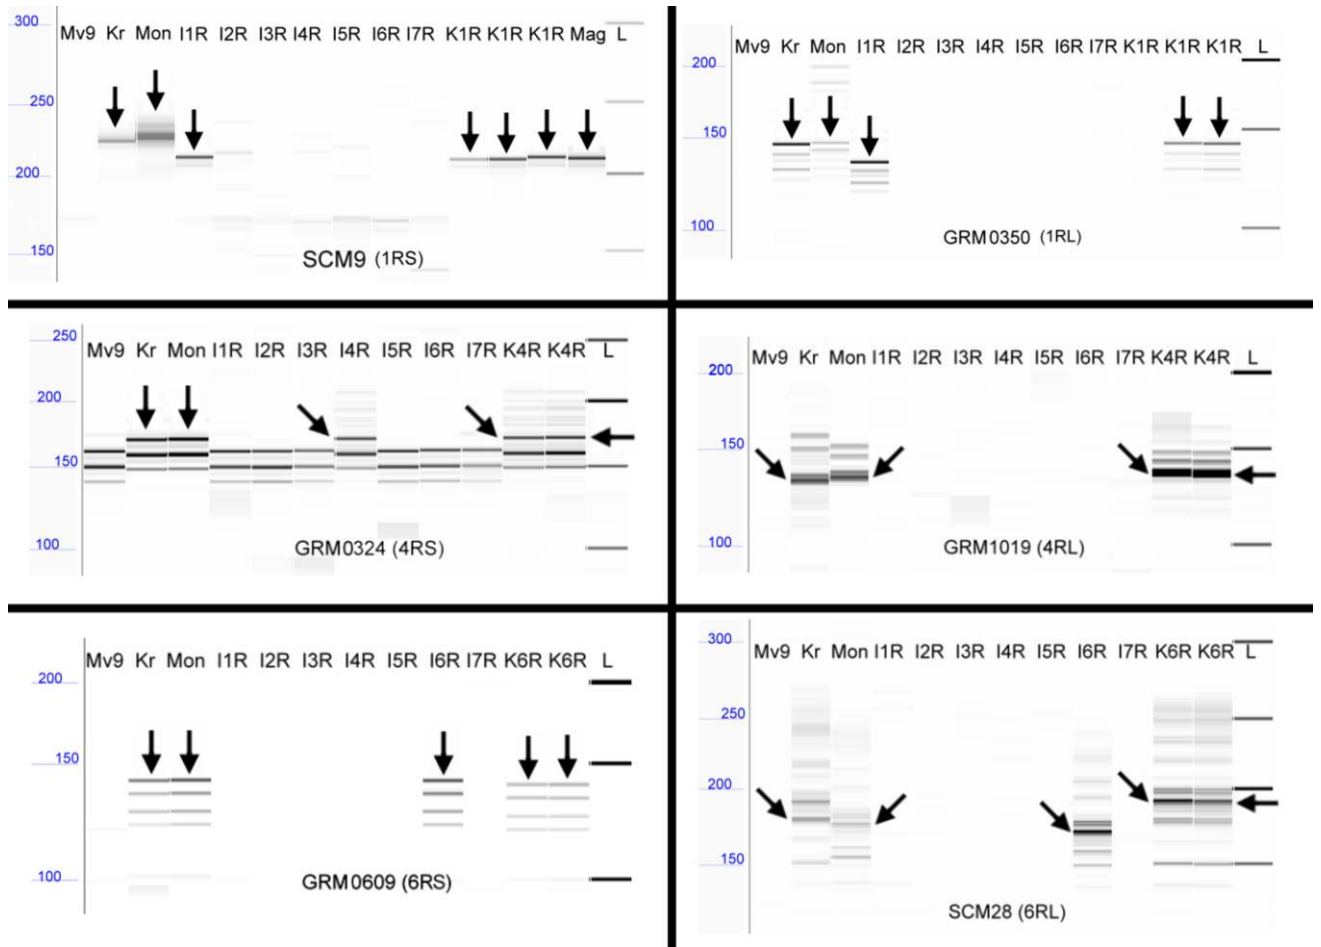 300
Mv9 Kr Mon I1R I2R I3R I4R I5R I6R I7R K1R K1R K1R Mag L
250
200
150
SCM9 (1RS)
Mv9 Kr Mon I1R I2R I3R I4R I5R I6R I7R K1R K1R K1R L
200
150
100
GRM0350 (1RL)
250
Mv9 Kr Mon I1R I2R I3R I4R I5R I6R I7R K4R K4R L
200
150
100
GRM0324 (4RS)
Mv9 Kr Mon I1R I2R I3R I4R I5R I6R I7R K4R K4R L
200
150
100
GRM1019 (4RL)
Mv9 Kr Mon I1R I2R I3R I4R I5R I6R I7R K6R K6R L
200
150
100
GRM0609 (6RS)
300
Mv9 Kr Mon I1R I2R I3R I4R I5R I6R I7R K6R K6R L
250
200
150
SCM28 (6RL)